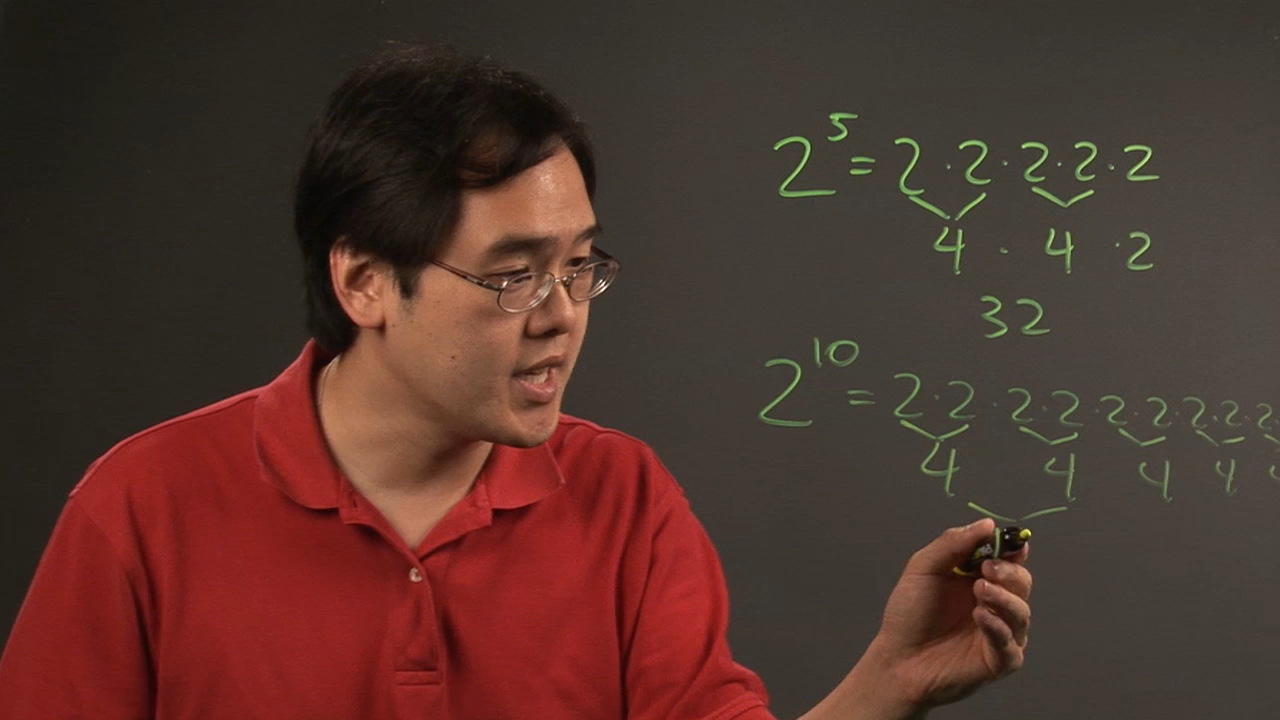 2^5 = 2 · 2 · 2 · 2 · 2
4 · 4 · 2
32
2^10 = 2 · 2 · 2 · 2 · 2 · 2 · 2 · 2 · 2
4 4 4 4